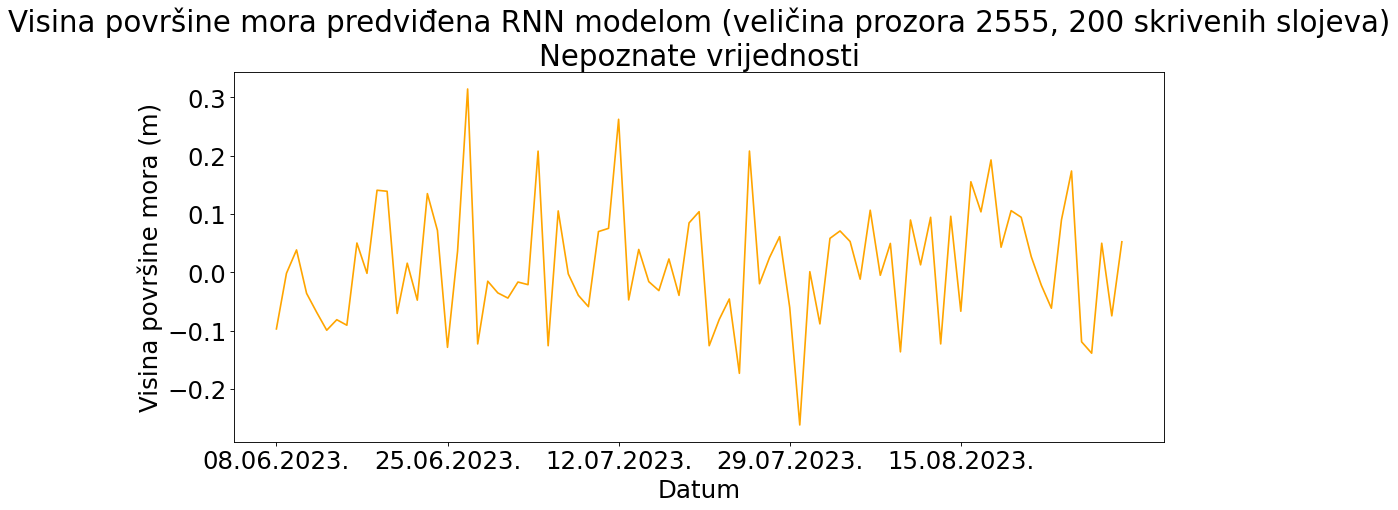 Visina površine mora predviđena RNN modelom (veličina prozora 2555, 200 skrivenih slojeva)
Nepoznate vrijednosti
Visina površine mora (m)
0.3
0.2
0.1
0.0
−0.1
−0.2
08.06.2023. 25.06.2023. 12.07.2023. 29.07.2023. 15.08.2023.
Datum